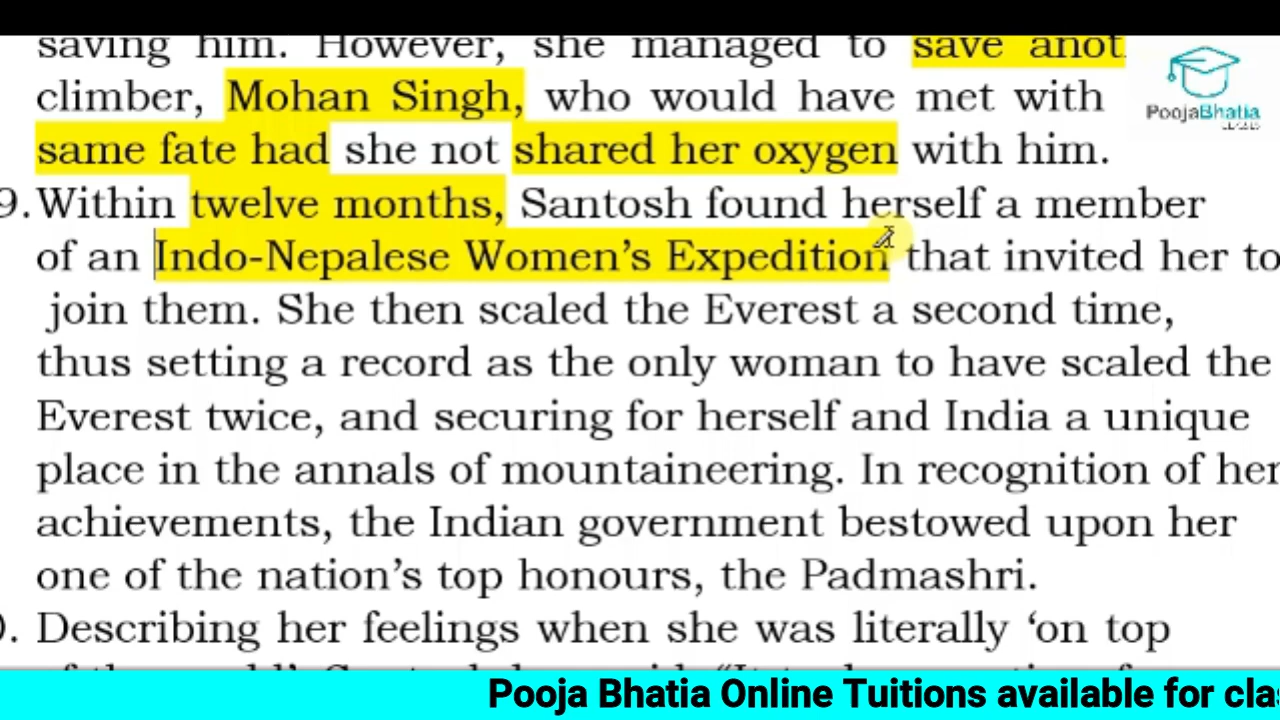 saving him. However, she managed to save anot
climber, Mohan Singh, who would have met with
same fate had she not shared her oxygen with him.
9. Within twelve months, Santosh found herself a member
of an Indo-Nepalese Women's Expedition that invited her to
join them. She then scaled the Everest a second time,
thus setting a record as the only woman to have scaled the
Everest twice, and securing for herself and India a unique
place in the annals of mountaineering. In recognition of her
achievements, the Indian government bestowed upon her
one of the nation's top honours, the Padmashri.
0. Describing her feelings when she was literally 'on top
PoojaBhatia
Pooja Bhatia Online Tuitions available for clas